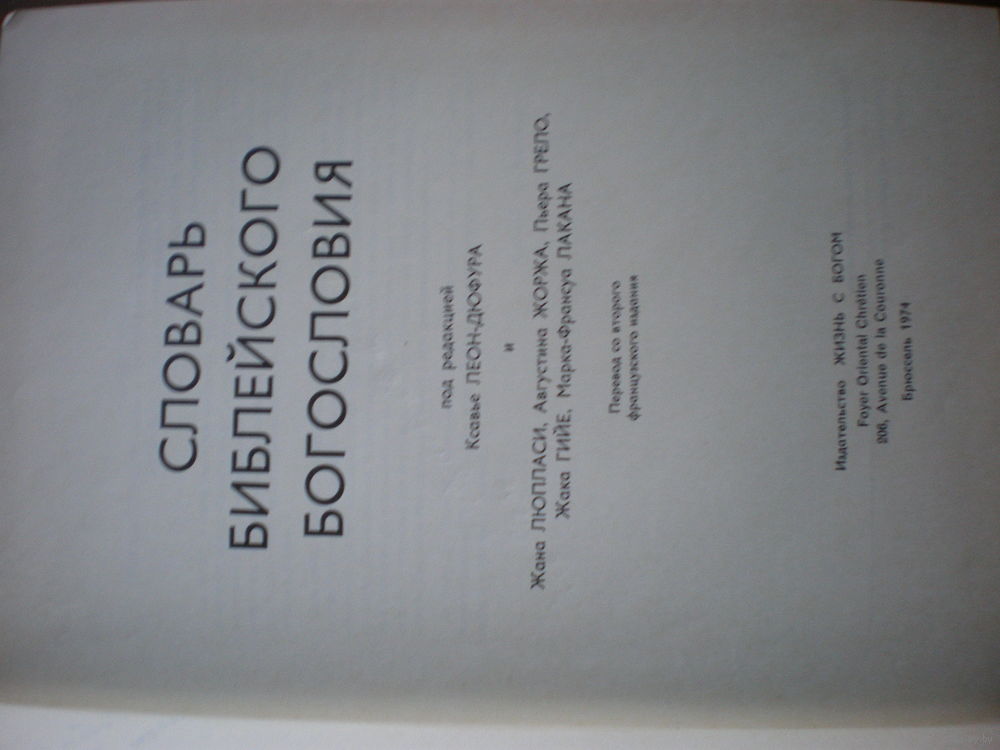 СЛОВАРЬ
БИБЛЕЙСКОГО
БОГОСЛОВИЯ
под редакцией
Ксавье ЛЕОН-ДЮФУРА
и
Жана ЛЮПЛАСИ, Августина ЖОРЖА, Пьера ГРЕЛО,
Жака ГИЙЕ, Марка-Франсуа ЛАКАНА
Перевод со второго
французского издания
Издательство ЖИЗНЬ С БОГОМ
Foyer Oriental Chrétien
206, Avenue de la Couronne
Брюссель 1974